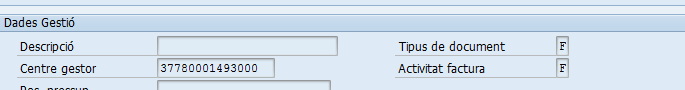 Dades Gestió
Descripció Tipus de document F
Centre gestor 37780001493000 Activitat factura F